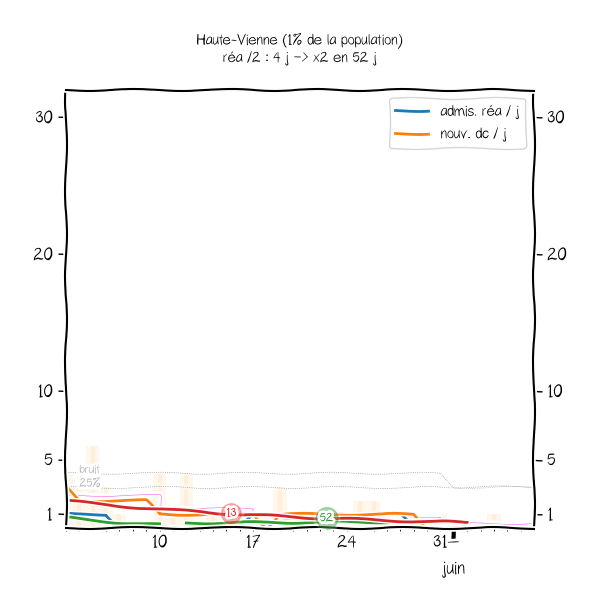 Haute-Vienne (1% de la population)
réa /2 : 4 j -> x2 en 52 j
admis. réa / j
nouv. dc / j
30
30
20
20
10
10
5
5
bruit
25%
1
1
13
52
10
17
24
31
juin